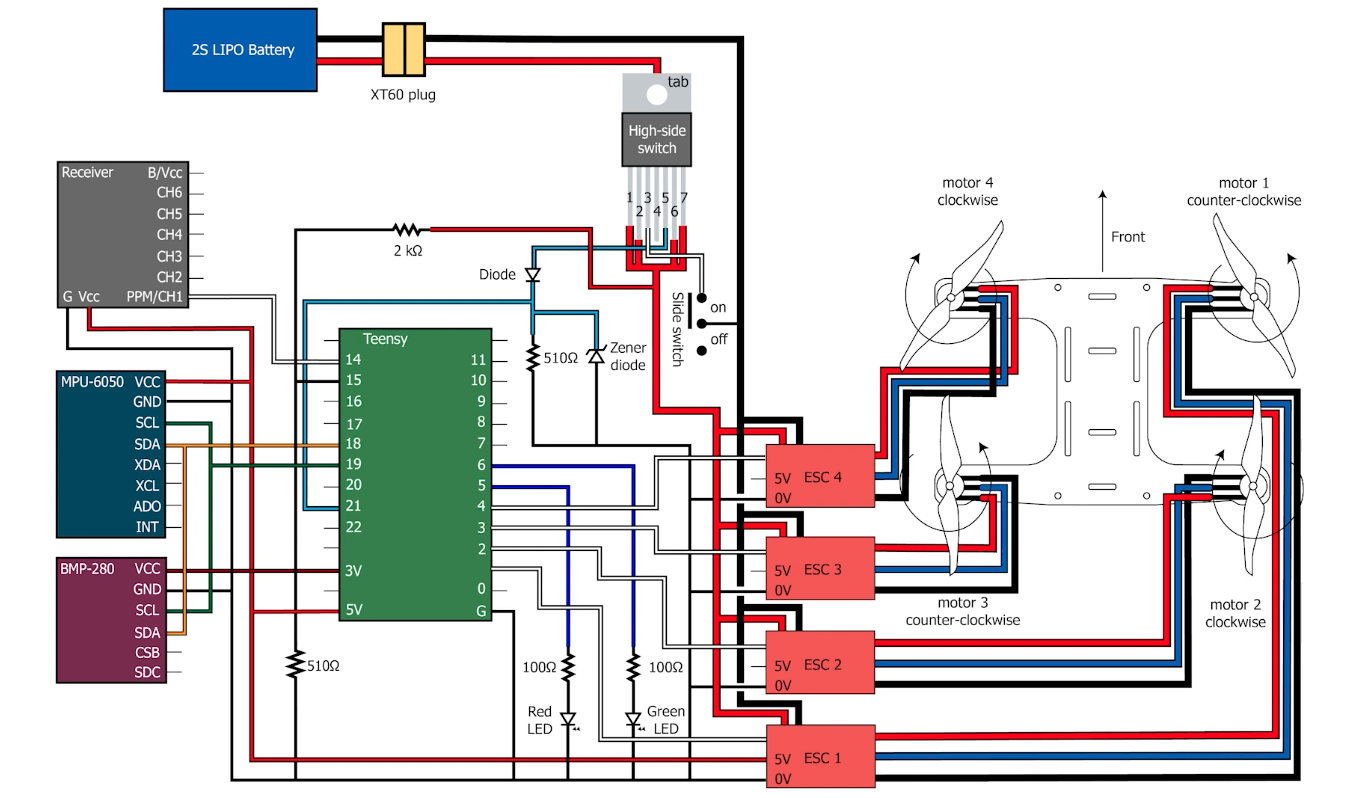 2S LIPO Battery
XT60 plug
tab
High-side
switch
1 2 3 4 5 6 7
Receiver
B/Vcc
CH6
CH5
CH4
CH3
CH2
G Vcc PPM/CH1
2 kΩ
Diode
510Ω
Zener
diode
Slide switch
on
off
Teensy
14
15
16
17
18
19
20
21
22
3V
5V
11
10
9
8
7
6
5
4
3
2
0
G
MPU-6050
VCC
GND
SCL
SDA
XDA
XCL
ADO
INT
BMP-280
VCC
GND
SCL
SDA
CSB
SDC
510Ω
100Ω
100Ω
Red
LED
Green
LED
5V ESC 4
0V
5V ESC 3
0V
5V ESC 2
0V
5V ESC 1
0V
motor 4
clockwise
motor 1
counter-clockwise
Front
motor 3
counter-clockwise
motor 2
clockwise